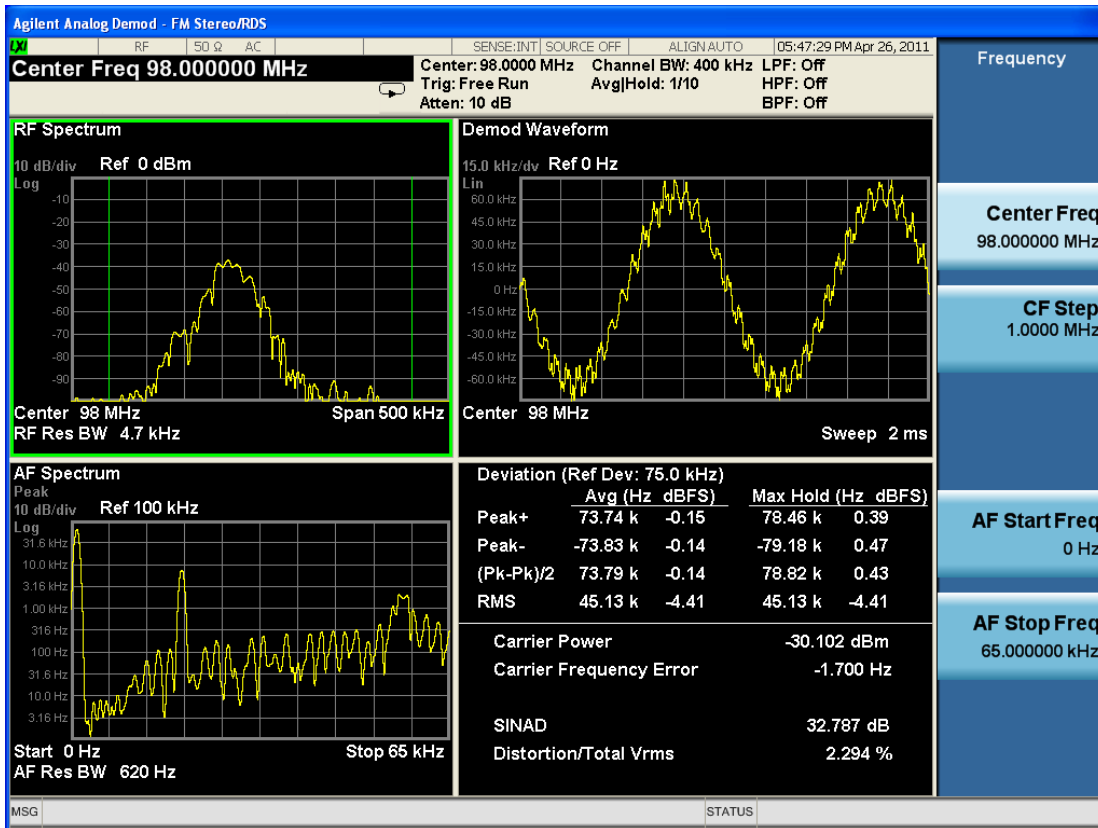 Agilent Analog Demod - FM Stereo/RDS
LXI RF 50 Ω AC SENSE:INT SOURCE OFF ALIGN AUTO 05:47:29 PM Apr 26, 2011
Center Freq 98.000000 MHz
Center: 98.0000 MHz Channel BW: 400 kHz LPF: Off
Trig: Free Run Avg|Hold: 1/10 HPF: Off
Atten: 10 dB BPF: Off
RF Spectrum
10 dB/div Ref 0 dBm
Log
-10
-20
-30
-40
-50
-60
-70
-80
-90
Center 98 MHz Span 500 kHz
RF Res BW 4.7 kHz
Demod Waveform
15.0 kHz/dv Ref 0 Hz
Lin
60.0 kHz
45.0 kHz
30.0 kHz
15.0 kHz
0 Hz
-15.0 kHz
-30.0 kHz
-45.0 kHz
-60.0 kHz
Center 98 MHz
Sweep 2 ms
AF Spectrum
Peak
10 dB/div Ref 100 kHz
Log
31.6 kHz
10.0 kHz
3.16 kHz
1.00 kHz
316 Hz
100 Hz
31.6 Hz
10.0 Hz
3.16 Hz
Start 0 Hz Stop 65 kHz
AF Res BW 620 Hz
Deviation (Ref Dev: 75.0 kHz)
Avg (Hz dBFS) Max Hold (Hz dBFS)
Peak+ 73.74 k -0.15 78.46 k 0.39
Peak- -73.83 k -0.14 -79.18 k 0.47
(Pk-Pk)/2 73.79 k -0.14 78.82 k 0.43
RMS 45.13 k -4.41 45.13 k -4.41
Carrier Power -30.102 dBm
Carrier Frequency Error -1.700 Hz
SINAD 32.787 dB
Distortion/Total Vrms 2.294 %
Frequency
Center Freq
98.000000 MHz
CF Step
1.0000 MHz
AF Start Freq
0 Hz
AF Stop Freq
65.000000 kHz
MSG STATUS